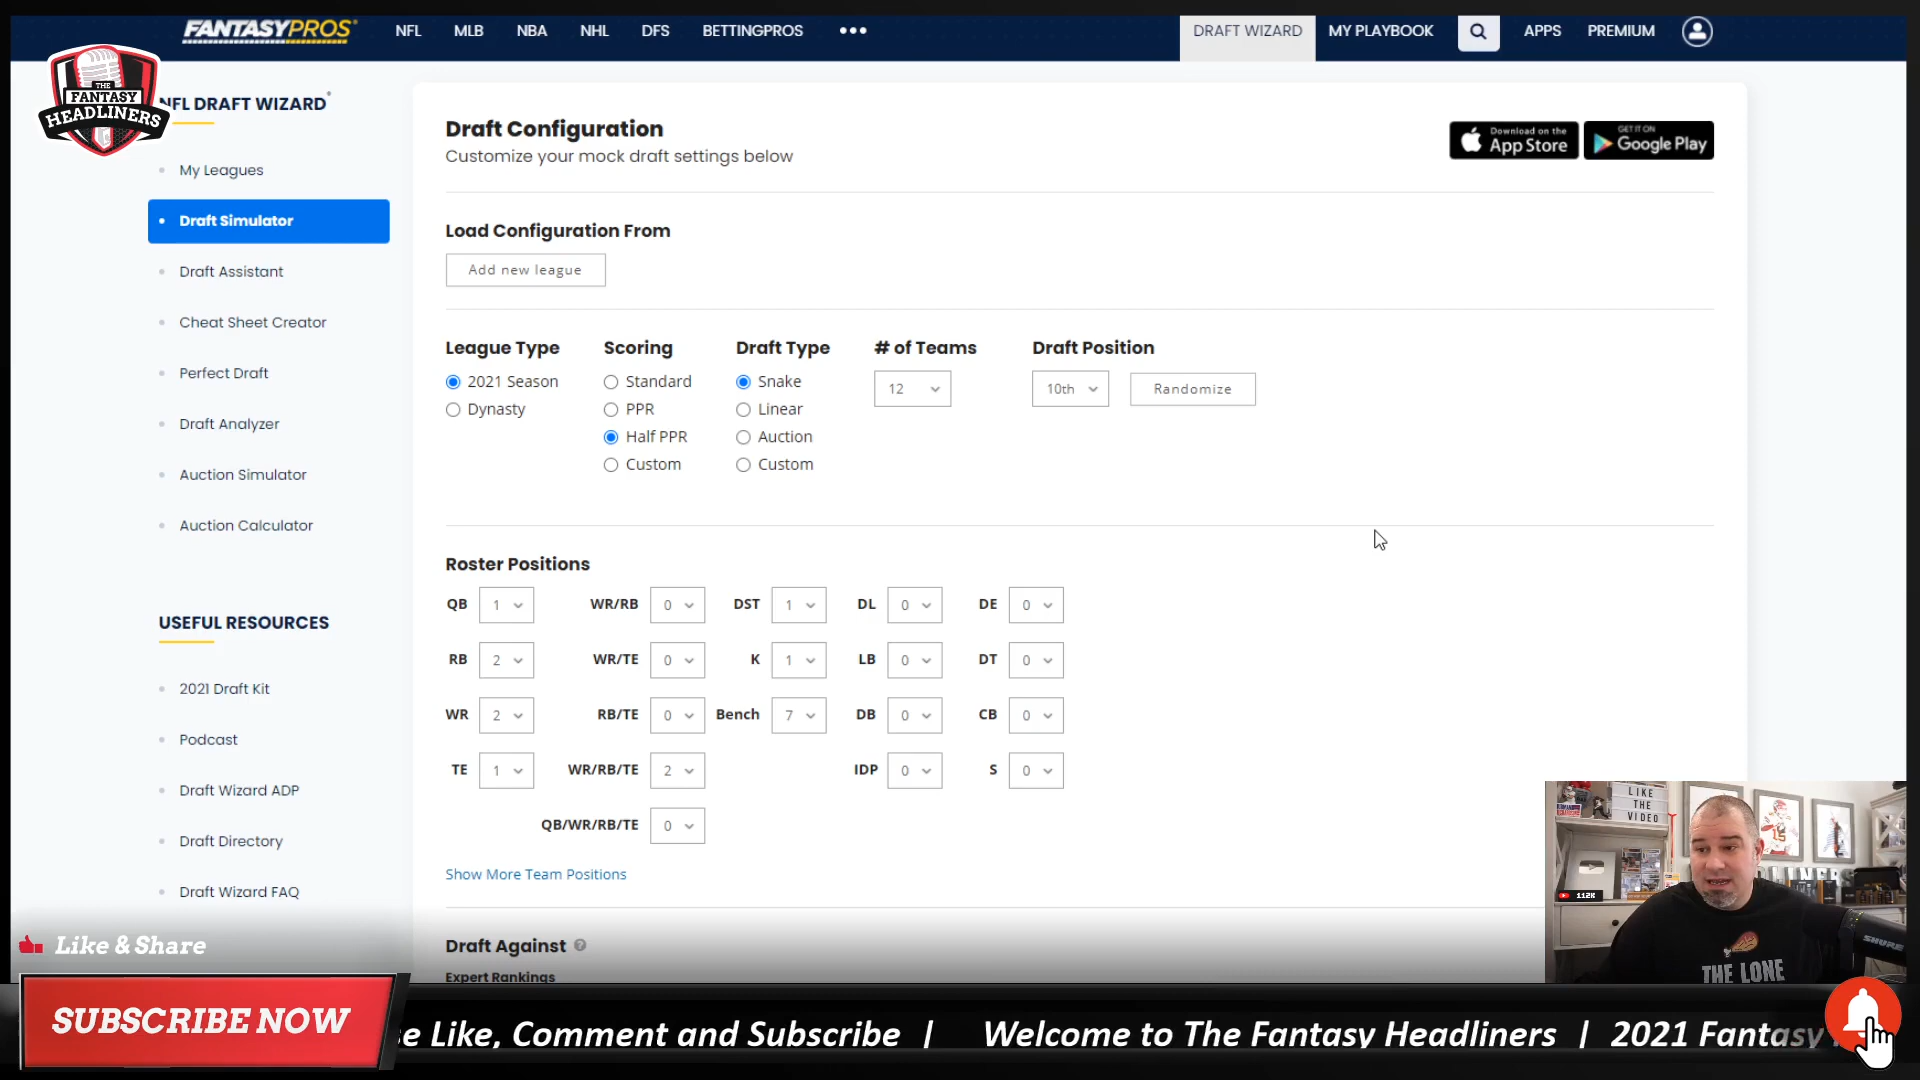 FANTASYPROS
NFL MLB NBA NHL DFS BETTINGPROS •••
DRAFT WIZARD MY PLAYBOOK APPS PREMIUM
THE FANTASY HEADLINERS
NFL DRAFT WIZARD
My Leagues
Draft Simulator
Draft Assistant
Cheat Sheet Creator
Perfect Draft
Draft Analyzer
Auction Simulator
Auction Calculator
USEFUL RESOURCES
2021 Draft Kit
Podcast
Draft Wizard ADP
Draft Directory
Draft Wizard FAQ
Draft Configuration
Customize your mock draft settings below
Download on the App Store
GET IT ON Google Play
Load Configuration From
Add new league
League Type Scoring Draft Type # of Teams Draft Position
2021 Season Standard Snake 12 10th Randomize
Dynasty PPR Linear
Half PPR Auction
Custom Custom
Roster Positions
QB 1 WR/RB 0 DST 1 DL 0 DE 0
RB 2 WR/TE 0 K 1 LB 0 DT 0
WR 2 RB/TE 0 Bench 7 DB 0 CB 0
TE 1 WR/RB/TE 2 IDP 0 S 0
QB/WR/RB/TE 0
Show More Team Positions
Draft Against
Expert Rankings
LIKE
THE
VIDEO
15
112K
SHURE
THE LONE
Like & Share
SUBSCRIBE NOW
se Like, Comment and Subscribe | Welcome to The Fantasy Headliners | 2021 Fantasy